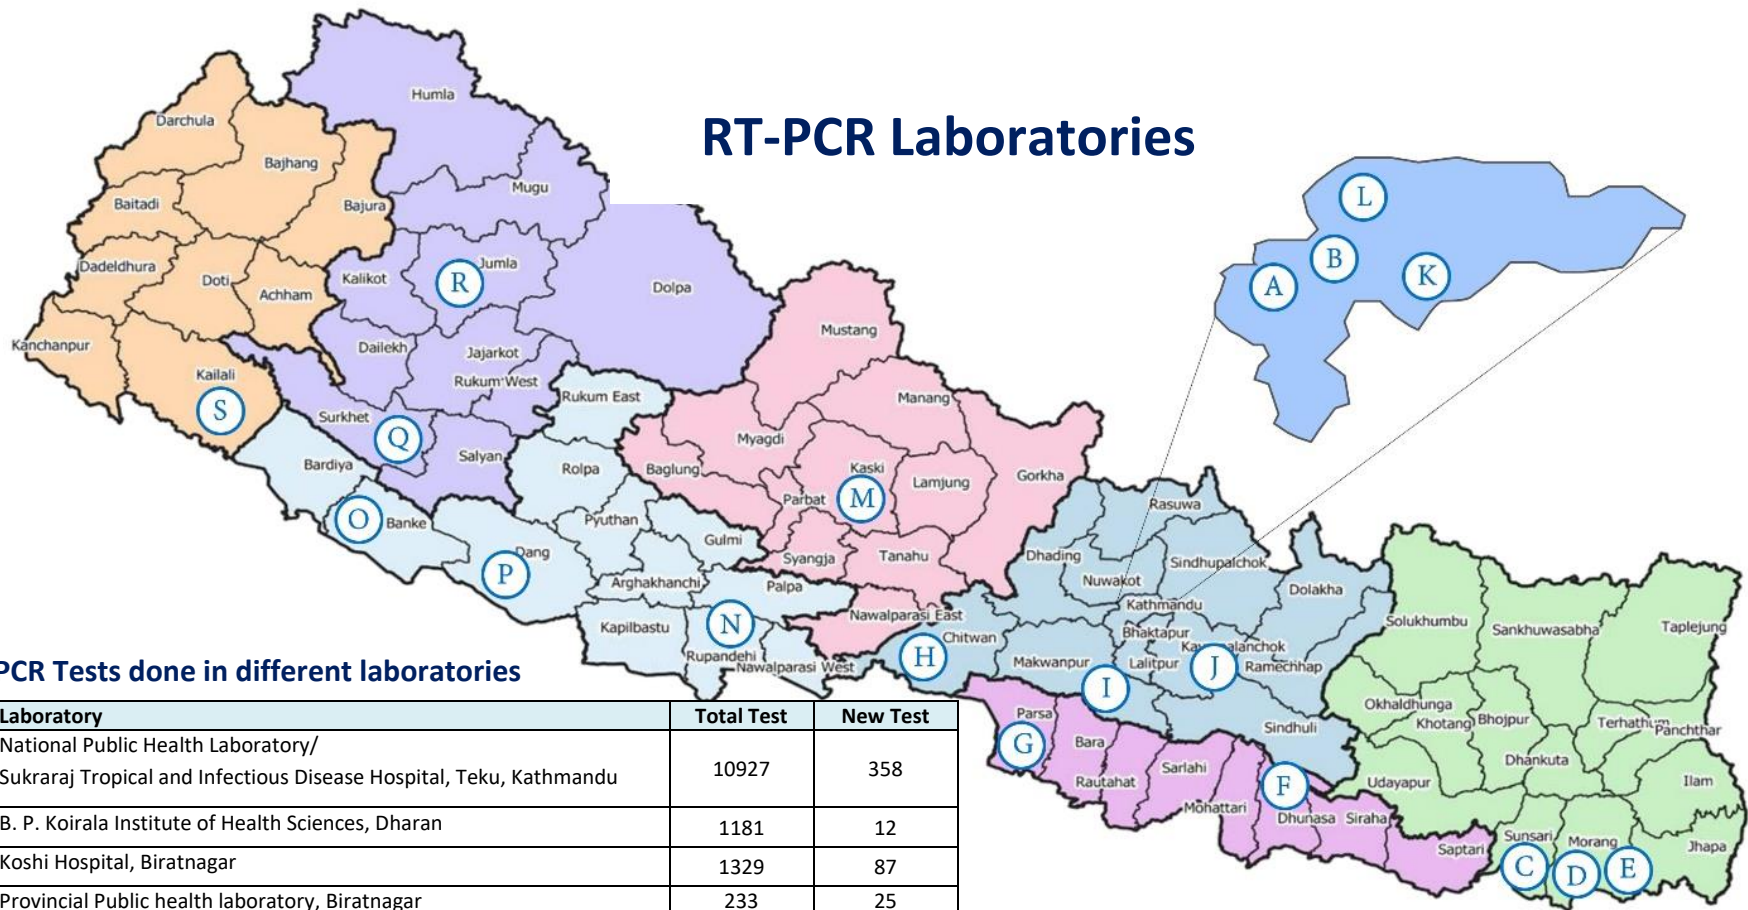 RT-PCR Laboratories
Humla
Darchula
Bajhang
Mugu
Baitadi
Bajura
L
B
Dadeldhura
Doti
Jumla
Kalikot
R
Achham
Dolpa
A
K
Mustang
Kanchanpur
Dailekh
Jajarkot
Kailali
Rukum West
Rukum East
Manang
S
Surkhet
Q
Myagdi
Salyan
Bardiya
Rolpa
Baglung
Kaski
Lamjung
Gorkha
Parbat
M
Rasuwa
O
Banke
Pyuthan
Gulmi
Dang
Syangja
Tanahu
Dhading
Sindhupalchok
P
Arghakhanchi
Palpa
Nuwakot
Dolakha
Kathmandu
Nawalparasi East
Kapilbastu
N
Chitwan
Bhaktapur
Solukhumbu
Sankhuwasabha
Taplejung
Rupandehi
Nawalparasi West
H
Makwanpur
Lalitpur
J
Ramechhap
I
PCR Tests done in different laboratories
Okhaldhunga
Khotang
Bhojpur
Terhathum
Panchthar
Parsa
Sindhuli
G
Bara
Dhankuta
Rautahat
Sarlahi
F
Udayapur
Ilam
Mohattari
Dhunasa
Siraha
Sunsari
Morang
Jhapa
Saptari
C
D
E
Laboratory Total Test New Test
National Public Health Laboratory/
Sukraraj Tropical and Infectious Disease Hospital, Teku, Kathmandu 10927 358
B. P. Koirala Institute of Health Sciences, Dharan 1181 12
Koshi Hospital, Biratnagar 1329 87
Provincial Public health laboratory, Biratnagar 233 25